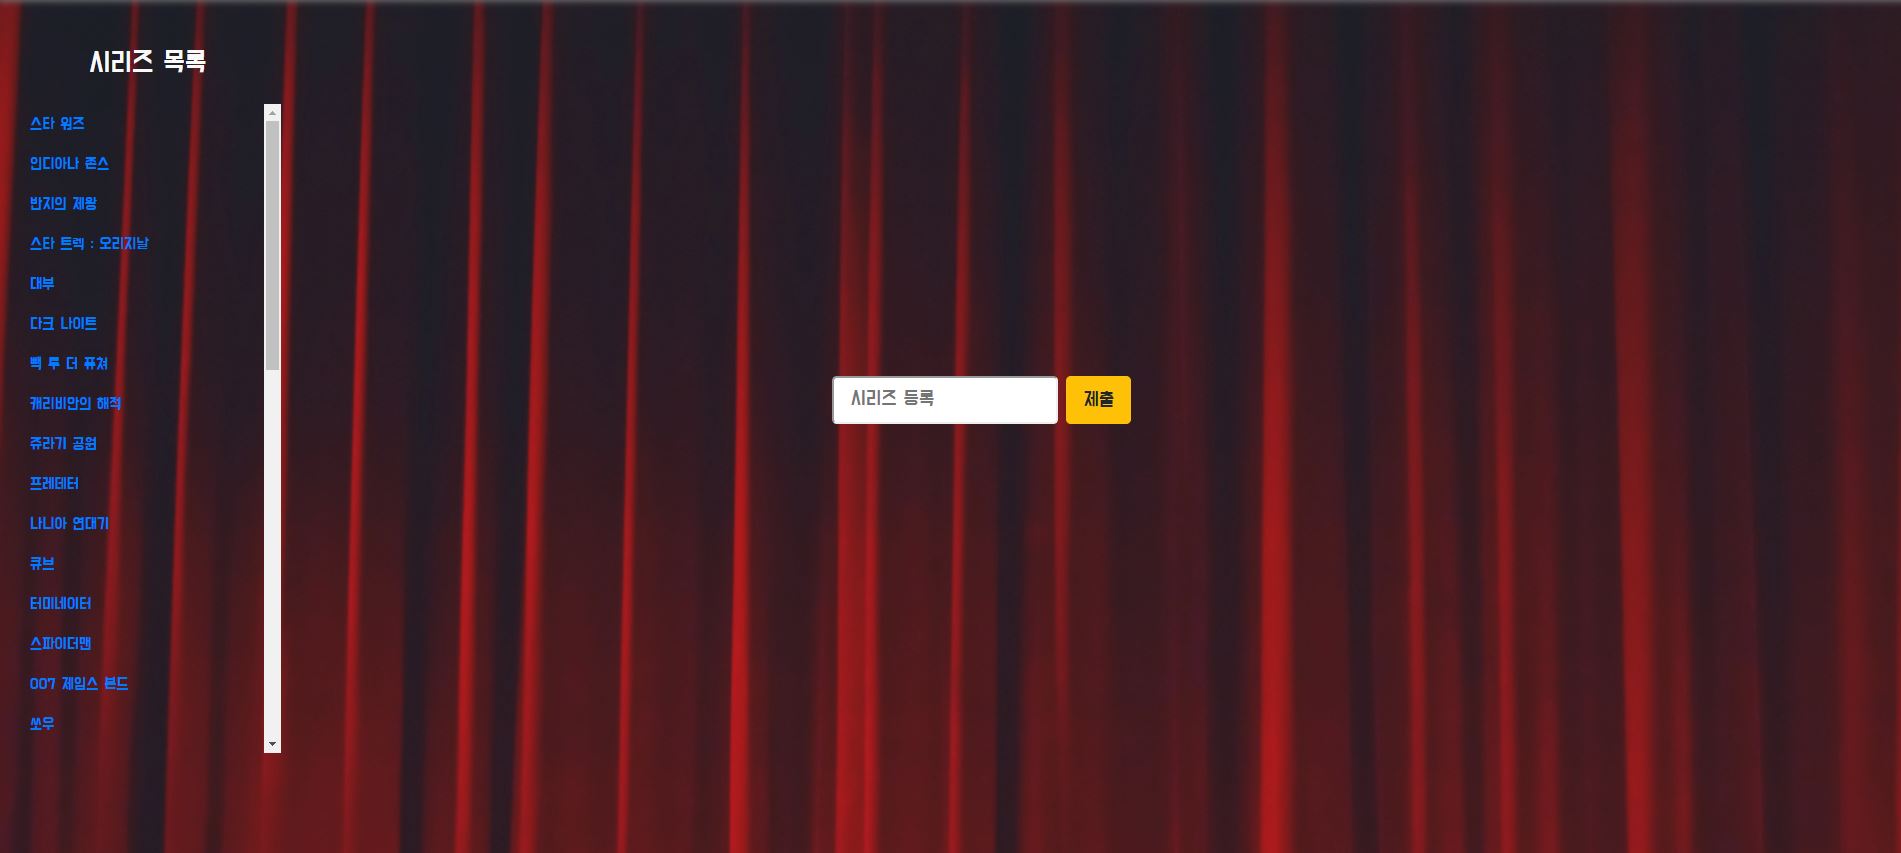 시리즈 목록
스타 워즈
인디아나 존스
반지의 제왕
스타 트렉 : 오리지날
대부
다크 나이트
백 투 더 퓨쳐
캐리비안의 해적
쥬라기 공원
프레데터
나니아 연대기
큐브
터미네이터
스파이더맨
007 제임스 본드
쏘우
시리즈 등록
제출